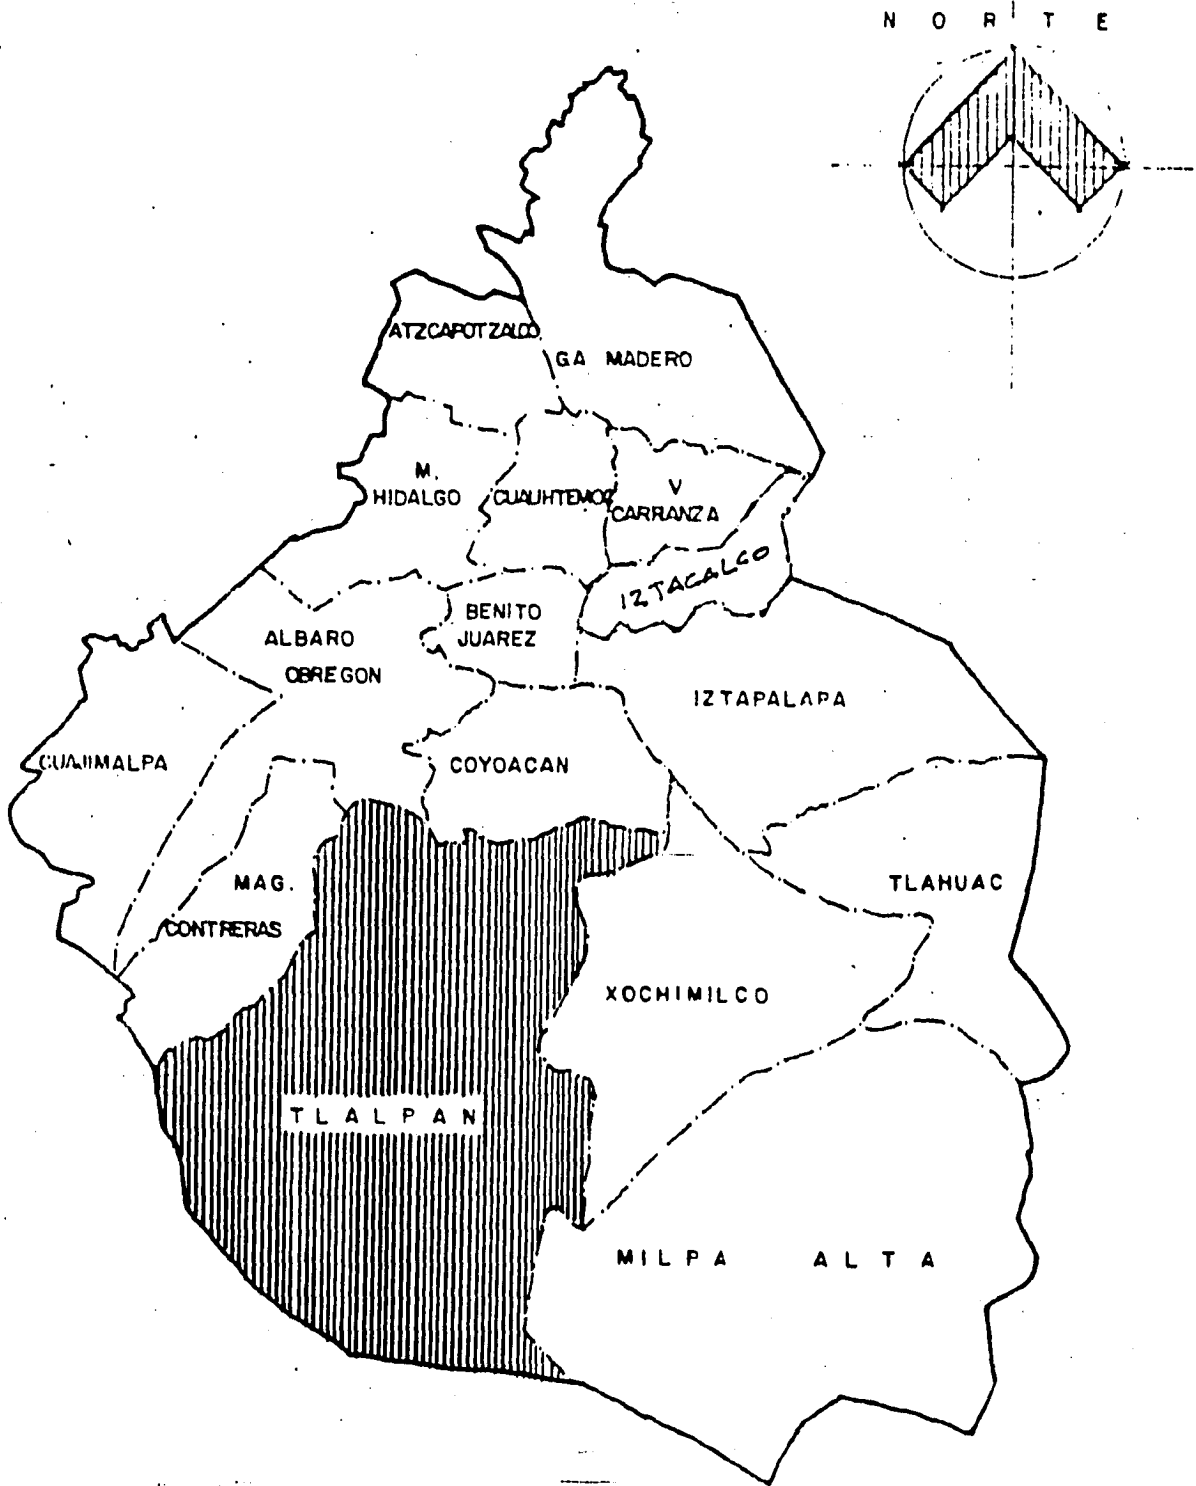 N O R T E
ATZCAPOTZALCO
G.A MADERO
M.
HIDALGO
CUAUHTEMOC
V
CARRANZA
IZTACALCO
BENITO
JUAREZ
ALBARO
OBREGON
IZTAPALAPA
CUAJIMALPA
COYOACAN
MAG.
CONTRERAS
TLAHUAC
XOCHIMILCO
TLALPAN
MILPA ALTA